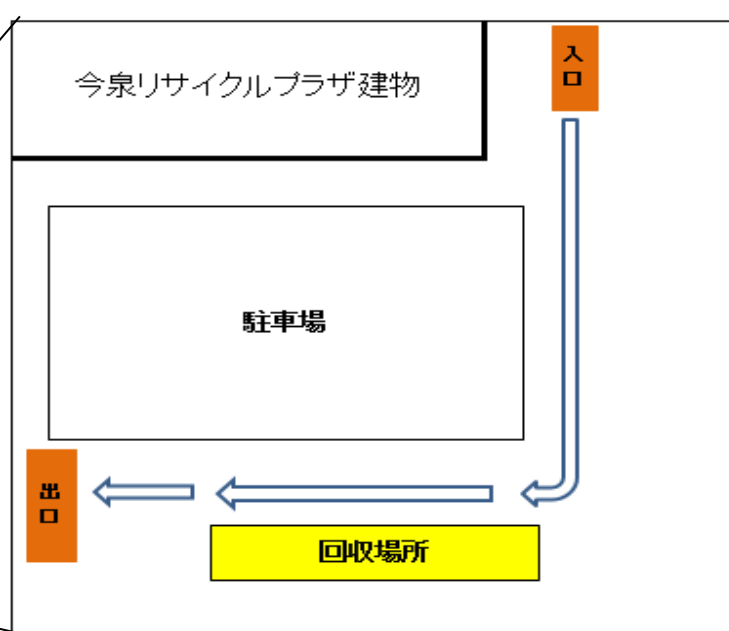 今泉リサイクルプラザ建物
入口
駐車場
出口
回収場所